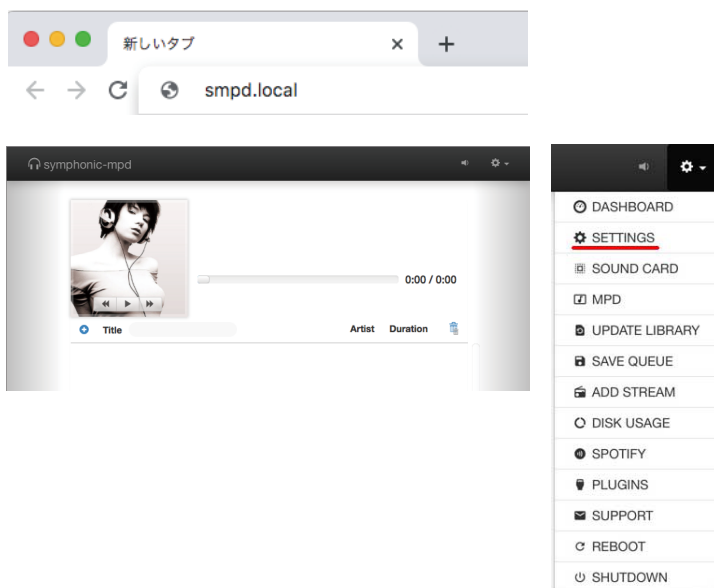 新しいタブ
smpd.local
symphonic-mpd
0:00 / 0:00
Title Artist Duration
DASHBOARD
SETTINGS
SOUND CARD
MPD
UPDATE LIBRARY
SAVE QUEUE
ADD STREAM
DISK USAGE
SPOTIFY
PLUGINS
SUPPORT
REBOOT
SHUTDOWN